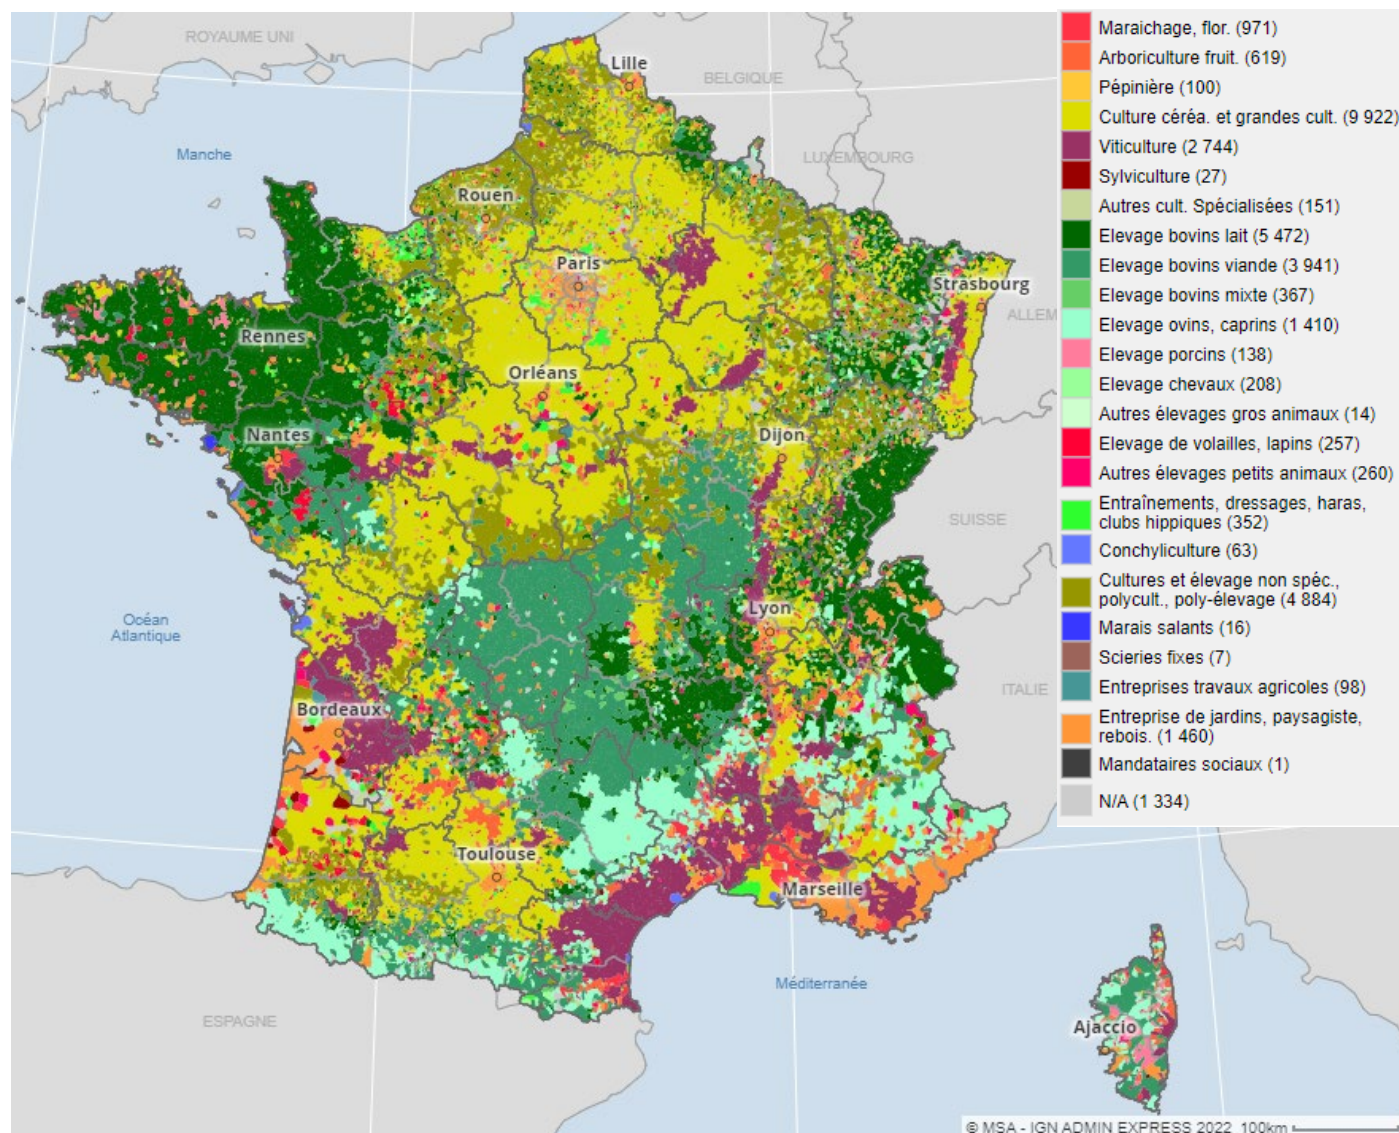 ROYAUME UNI
Lille
BELGIQUE
Manche
LUXEMBOURG
Rouen
Paris
Strasbourg
ALLEM
Rennes
Orléans
Nantes
Dijon
SUISSE
Océan
Atlantique
Lyon
ITALIE
Bordeaux
Toulouse
Marseille
Méditerranée
ESPAGNE
Ajaccio
Maraichage, flor. (971)
Arboriculture fruit. (619)
Pépinière (100)
Culture céréa. et grandes cult. (9 922)
Viticulture (2 744)
Sylviculture (27)
Autres cult. Spécialisées (151)
Elevage bovins lait (5 472)
Elevage bovins viande (3 941)
Elevage bovins mixte (367)
Elevage ovins, caprins (1 410)
Elevage porcins (138)
Elevage chevaux (208)
Autres élevages gros animaux (14)
Elevage de volailles, lapins (257)
Autres élevages petits animaux (260)
Entraînements, dressages, haras,
clubs hippiques (352)
Conchyliculture (63)
Cultures et élevage non spéc.,
polycult., poly-élevage (4 884)
Marais salants (16)
Scieries fixes (7)
Entreprises travaux agricoles (98)
Entreprise de jardins, paysagiste,
rebois. (1 460)
Mandataires sociaux (1)
N/A (1 334)
© MSA - IGN ADMIN EXPRESS 2022 100km